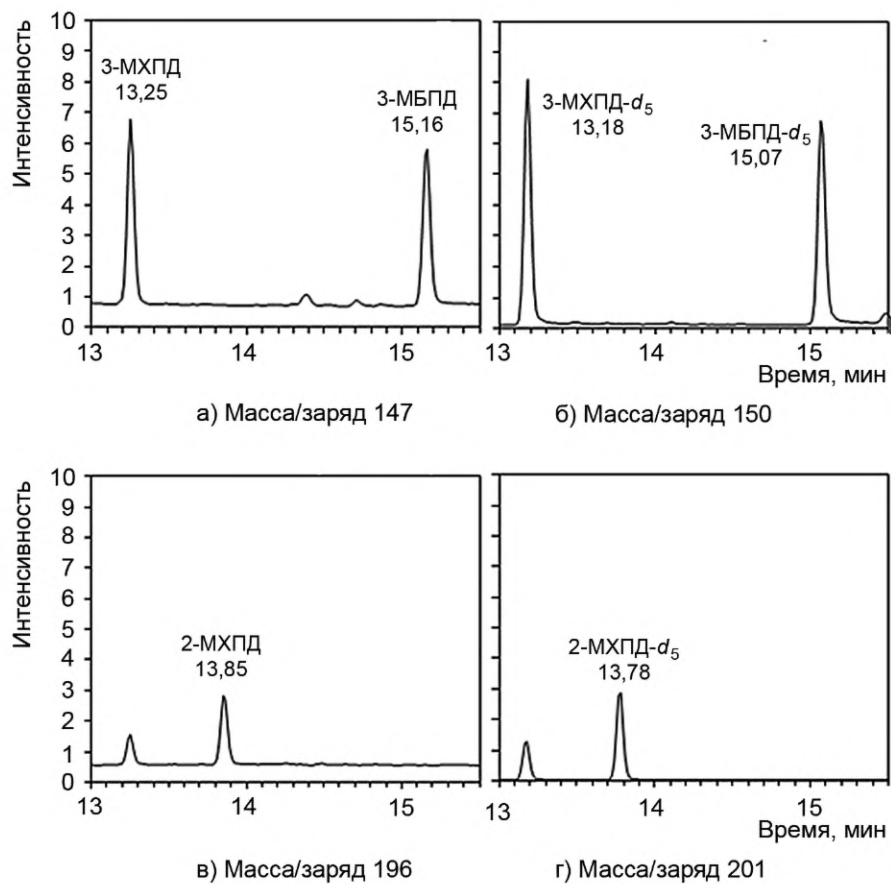 Интенсивность
10
9
8
7
6
5
4
3
2
1
0
3-МХПД
13,25
3-МБПД
15,16
13
14
15
а) Масса/заряд 147
3-МХПД-d5
13,18
3-МБПД-d5
15,07
13
14
15
Время, мин
б) Масса/заряд 150
Интенсивность
10
9
8
7
6
5
4
3
2
1
0
2-МХПД
13,85
13
14
15
в) Масса/заряд 196
2-МХПД-d5
13,78
13
14
15
Время, мин
г) Масса/заряд 201